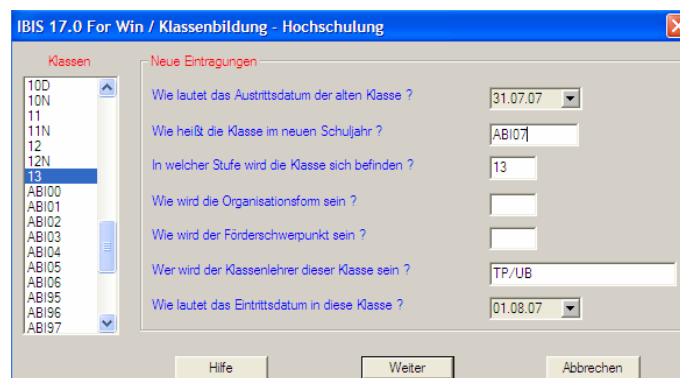 IBIS 17.0 For Win / Klassenbildung - Hochschulung
Klassen
10D
10N
11
11N
12
12N
13
ABI00
ABI01
ABI02
ABI03
ABI04
ABI05
ABI06
ABI95
ABI96
ABI97
Neue Eintragungen
Wie lautet das Austrittsdatum der alten Klasse ? 31.07.07
Wie heißt die Klasse im neuen Schuljahr ? ABI07
In welcher Stufe wird die Klasse sich befinden ? 13
Wie wird die Organisationsform sein ?
Wie wird der Förderschwerpunkt sein ?
Wer wird der Klassenlehrer dieser Klasse sein ? TP/UB
Wie lautet das Eintrittsdatum in diese Klasse ? 01.08.07
Hilfe Weiter Abbrechen